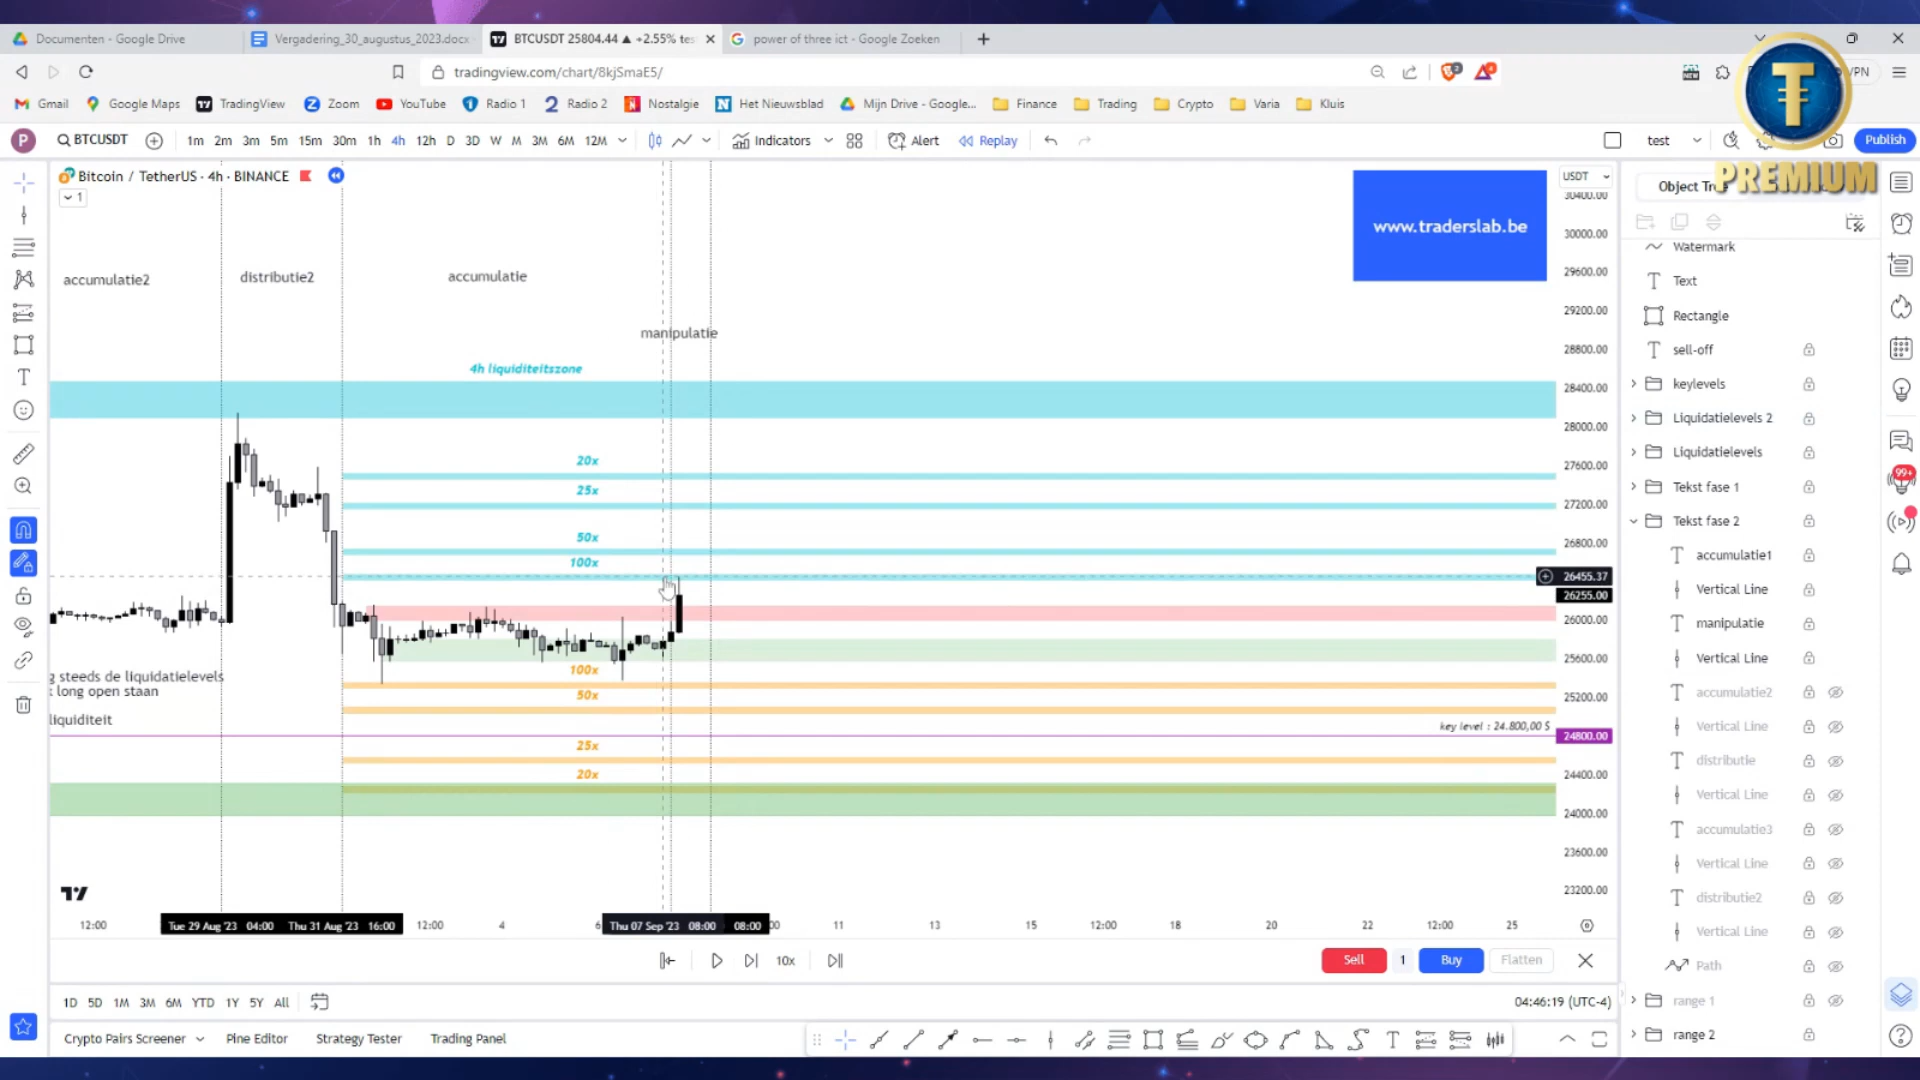 Documenten - Google Drive
Vergadering_30_augustus_2023.docx
BTCUSDT 25804.44 ▲ +2.55% tes
power of three ict - Google Zoeken
tradingview.com/chart/8kjSmaE5/
VPN
Gmail
Google Maps
TradingView
Zoom
YouTube
Radio 1
Radio 2
Nostalgie
Het Nieuwsblad
Mijn Drive - Google...
Finance
Trading
Crypto
Varia
Kluis
P
BTCUSDT
1m 2m 3m 5m 15m 30m 1h 4h 12h D 3D W M 3M 6M 12M
Indicators
Alert
Replay
test
Publish
PREMIUM
Bitcoin / TetherUS · 4h · BINANCE
1
USDT
www.traderslab.be
accumulatie2
distributie2
accumulatie
manipulatie
4h liquiditeitszone
20x
25x
50x
100x
100x
50x
25x
20x
g steeds de liquidatielevels
long open staan
liquiditeit
key level : 24.800,00 $
30400.00
30000.00
29600.00
29200.00
28800.00
28400.00
28000.00
27600.00
27200.00
26800.00
26455.37
26255.00
26000.00
25600.00
25200.00
24800.00
24400.00
24000.00
23600.00
23200.00
12:00
Tue 29 Aug '23 04:00
Thu 31 Aug '23 16:00
12:00
4
6
Thu 07 Sep '23 08:00
08:00
11
13
15
12:00
18
20
22
12:00
25
10x
Sell
1
Buy
Flatten
1D 5D 1M 3M 6M YTD 1Y 5Y All
04:46:19 (UTC-4)
Crypto Pairs Screener
Pine Editor
Strategy Tester
Trading Panel
Object Tr
Watermark
Text
Rectangle
sell-off
keylevels
Liquidatielevels 2
Liquidatielevels
Tekst fase 1
Tekst fase 2
accumulatie1
Vertical Line
manipulatie
Vertical Line
accumulatie2
Vertical Line
distributie
Vertical Line
accumulatie3
Vertical Line
distributie2
Vertical Line
Path
range 1
range 2
99+